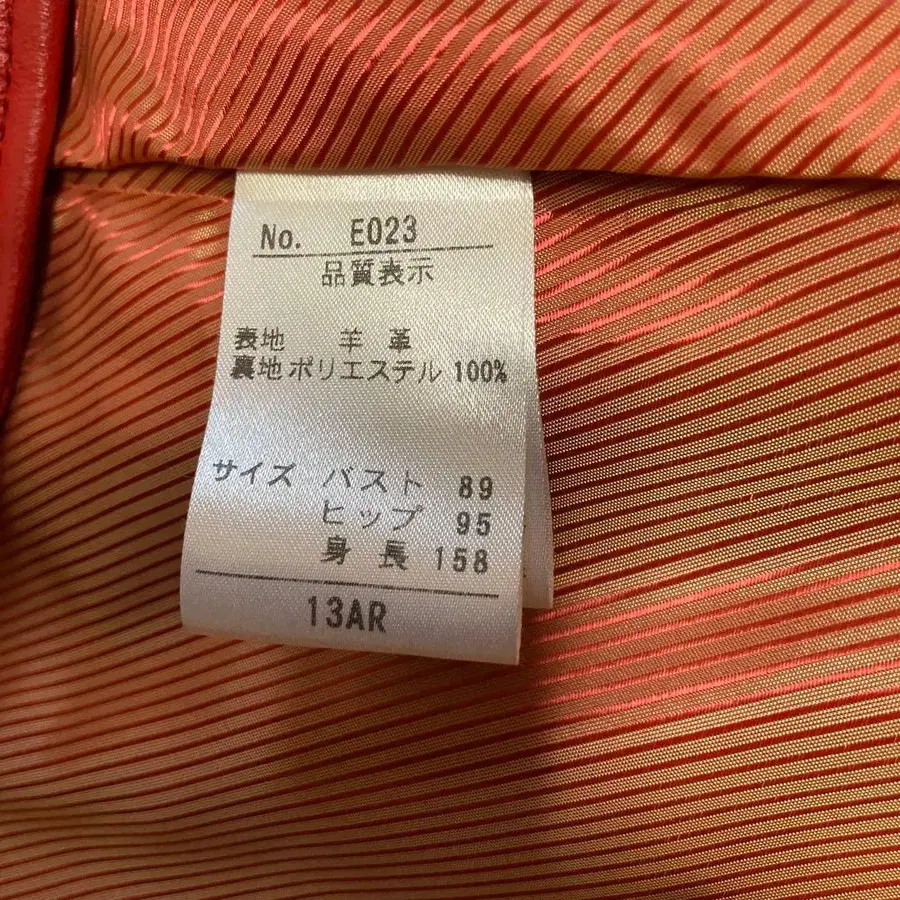 No. E023
品質表示
表地 羊革
裏地 ポリエステル 100%
サイズ バスト 89
ヒップ 95
身長 158
13AR